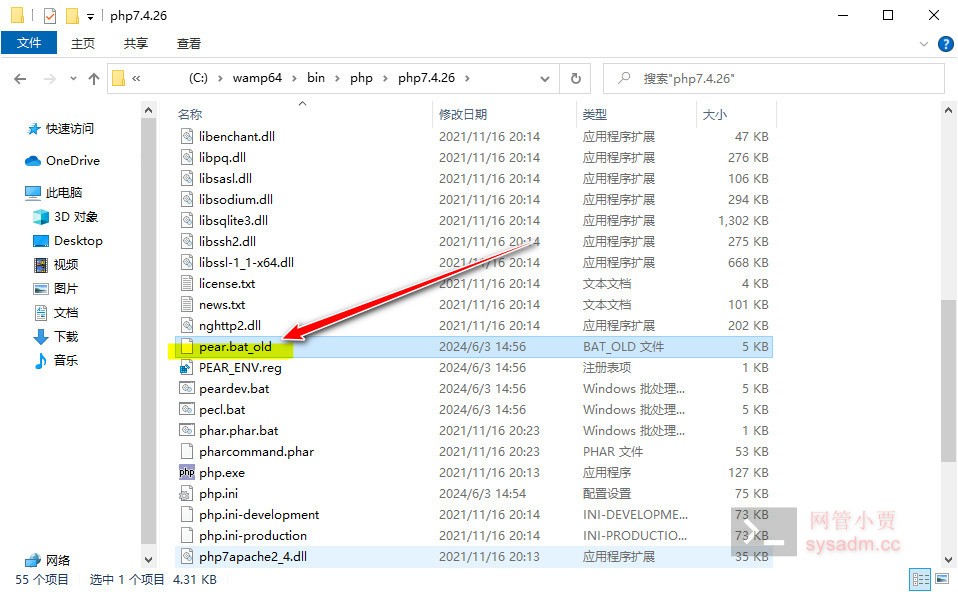 php7.4.26
文件 主页 共享 查看
« (C:) › wamp64 › bin › php › php7.4.26 › 搜索"php7.4.26"
快速访问
OneDrive
此电脑
3D 对象
Desktop
视频
图片
文档
下载
音乐
网络
名称 修改日期 类型 大小
libenchant.dll 2021/11/16 20:14 应用程序扩展 47 KB
libpq.dll 2021/11/16 20:14 应用程序扩展 276 KB
libsasl.dll 2021/11/16 20:14 应用程序扩展 106 KB
libsodium.dll 2021/11/16 20:14 应用程序扩展 294 KB
libsqlite3.dll 2021/11/16 20:14 应用程序扩展 1,302 KB
libssh2.dll 2021/11/16 20:14 应用程序扩展 275 KB
libssl-1_1-x64.dll 2021/11/16 20:14 应用程序扩展 668 KB
license.txt 2021/11/16 20:14 文本文档 4 KB
news.txt 2021/11/16 20:14 文本文档 101 KB
nghttp2.dll 2021/11/16 20:14 应用程序扩展 202 KB
pear.bat_old 2024/6/3 14:56 BAT_OLD 文件 5 KB
PEAR_ENV.reg 2024/6/3 14:56 注册表项 1 KB
peardev.bat 2024/6/3 14:56 Windows 批处理... 5 KB
pecl.bat 2024/6/3 14:56 Windows 批处理... 5 KB
phar.phar.bat 2021/11/16 20:23 Windows 批处理... 1 KB
pharcommand.phar 2021/11/16 20:23 PHAR 文件 53 KB
php.exe 2021/11/16 20:13 应用程序 127 KB
php.ini 2024/6/3 14:54 配置设置 75 KB
php.ini-development 2021/11/16 20:14 INI-DEVELOPME... 73 KB
php.ini-production 2021/11/16 20:14 INI-PRODUCTIO... 73 KB
php7apache2_4.dll 2021/11/16 20:13 应用程序扩展 35 KB
网管小贾
sysadm.cc
55 个项目 选中 1 个项目 4.31 KB